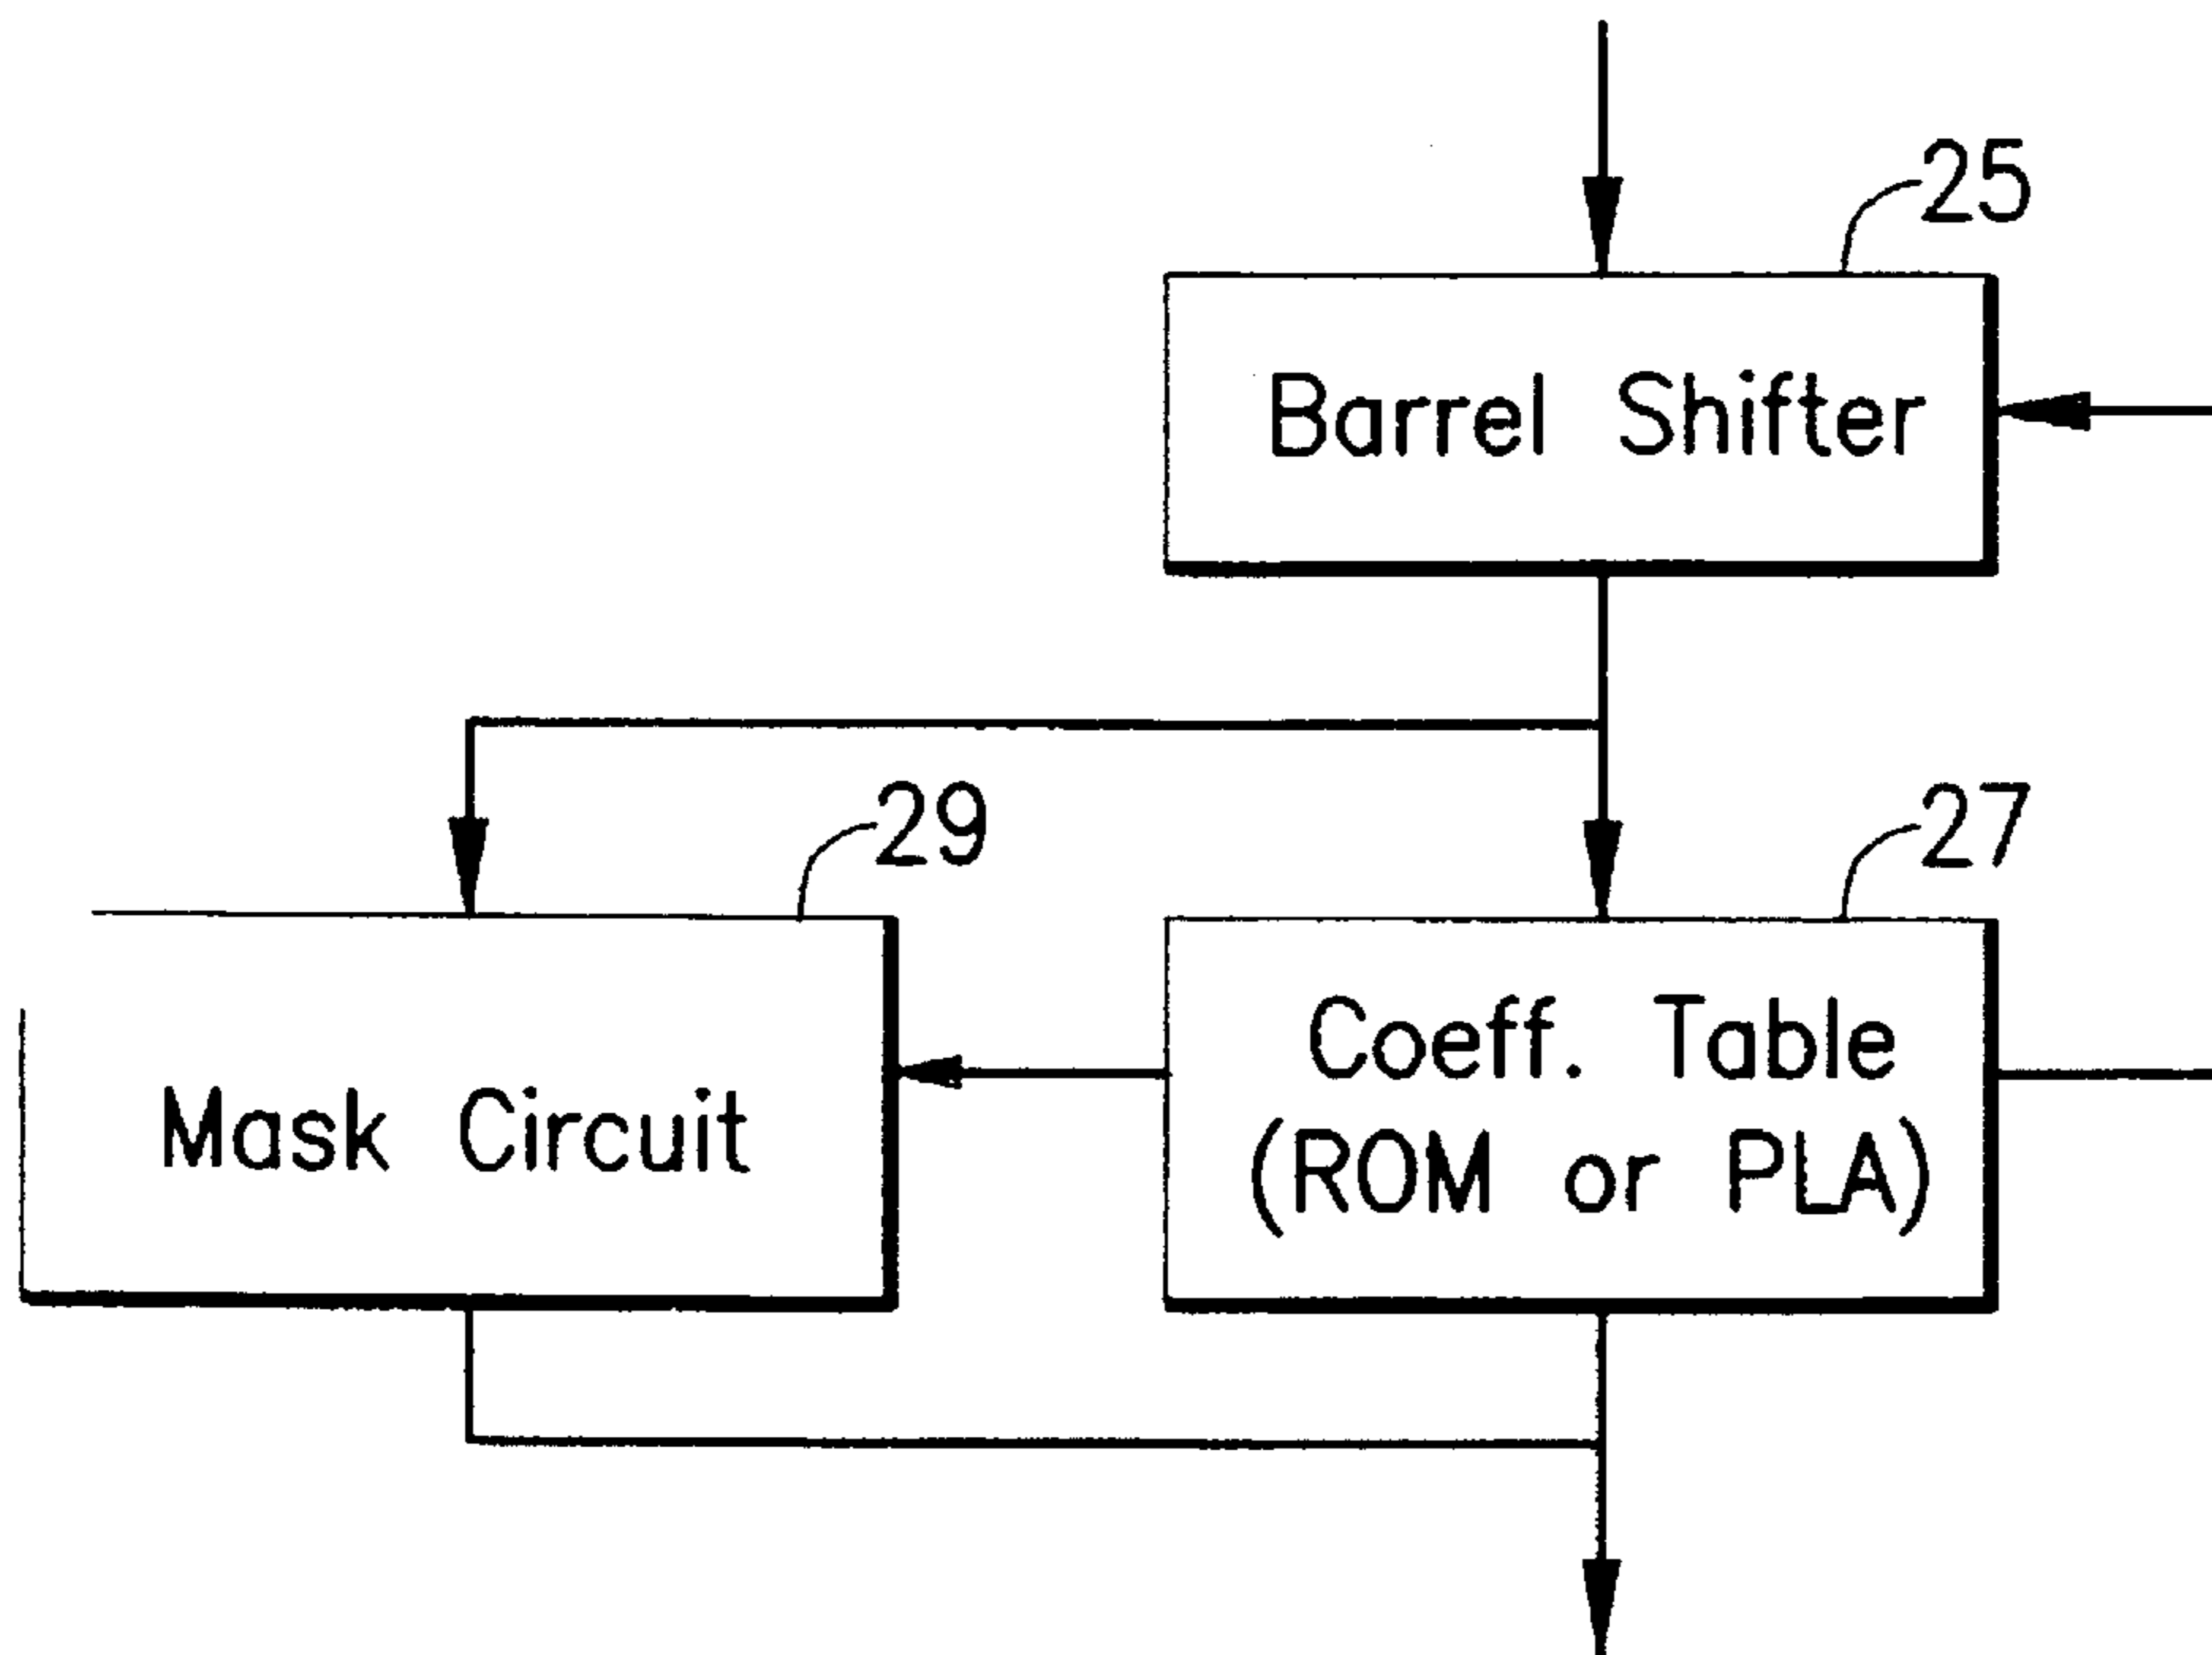 25
Barrel Shifter
29
27
Mask Circuit
Coeff. Table
(ROM or PLA)